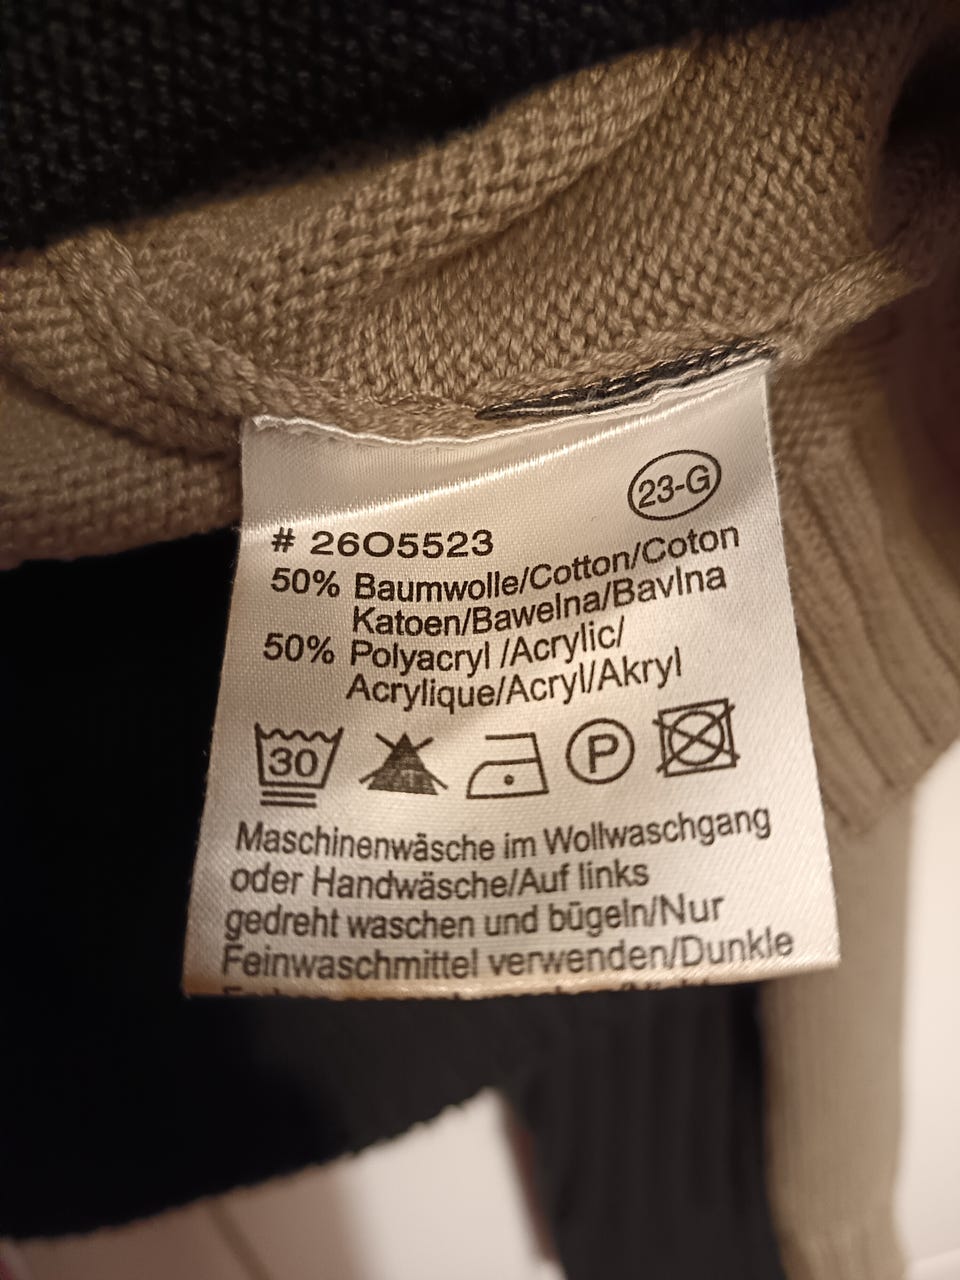 23-G
# 26O5523
50% Baumwolle/Cotton/Coton
Katoen/Bawełna/Bavlna
50% Polyacryl /Acrylic/
Acrylique/Acryl/Akryl
30
P
Maschinenwäsche im Wollwaschgang
oder Handwäsche/Auf links
gedreht waschen und bügeln/Nur
Feinwaschmittel verwenden/Dunkle